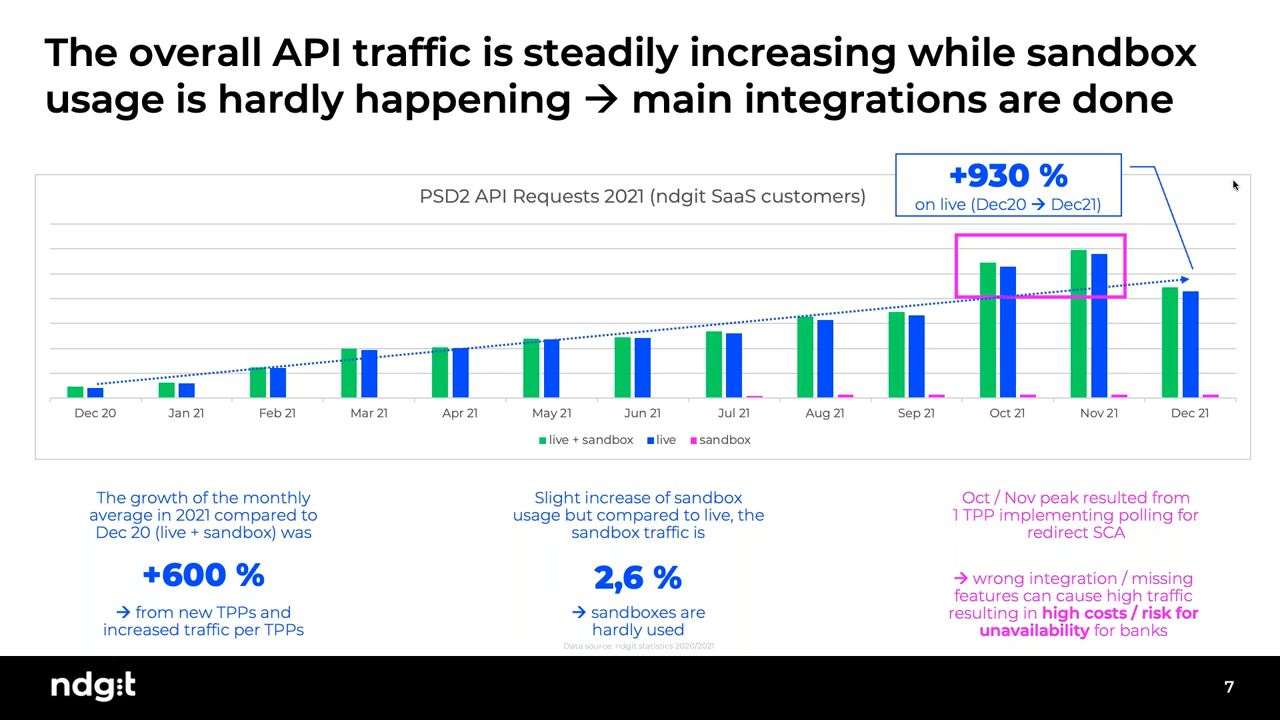 The overall API traffic is steadily increasing while sandbox
usage is hardly happening → main integrations are done
+930 %
on live (Dec20 → Dec21)
PSD2 API Requests 2021 (ndgit SaaS customers)
Dec 20 Jan 21 Feb 21 Mar 21 Apr 21 May 21 Jun 21 Jul 21 Aug 21 Sep 21 Oct 21 Nov 21 Dec 21
live + sandbox live sandbox
The growth of the monthly
average in 2021 compared to
Dec 20 (live + sandbox) was
+600 %
→ from new TPPs and
increased traffic per TPPs
Slight increase of sandbox
usage but compared to live, the
sandbox traffic is
2,6 %
→ sandboxes are
hardly used
Oct / Nov peak resulted from
1 TPP implementing polling for
redirect SCA
→ wrong integration / missing
features can cause high traffic
resulting in high costs / risk for
unavailability for banks
Data source: ndgit statistics 2020/2021
ndgit
7